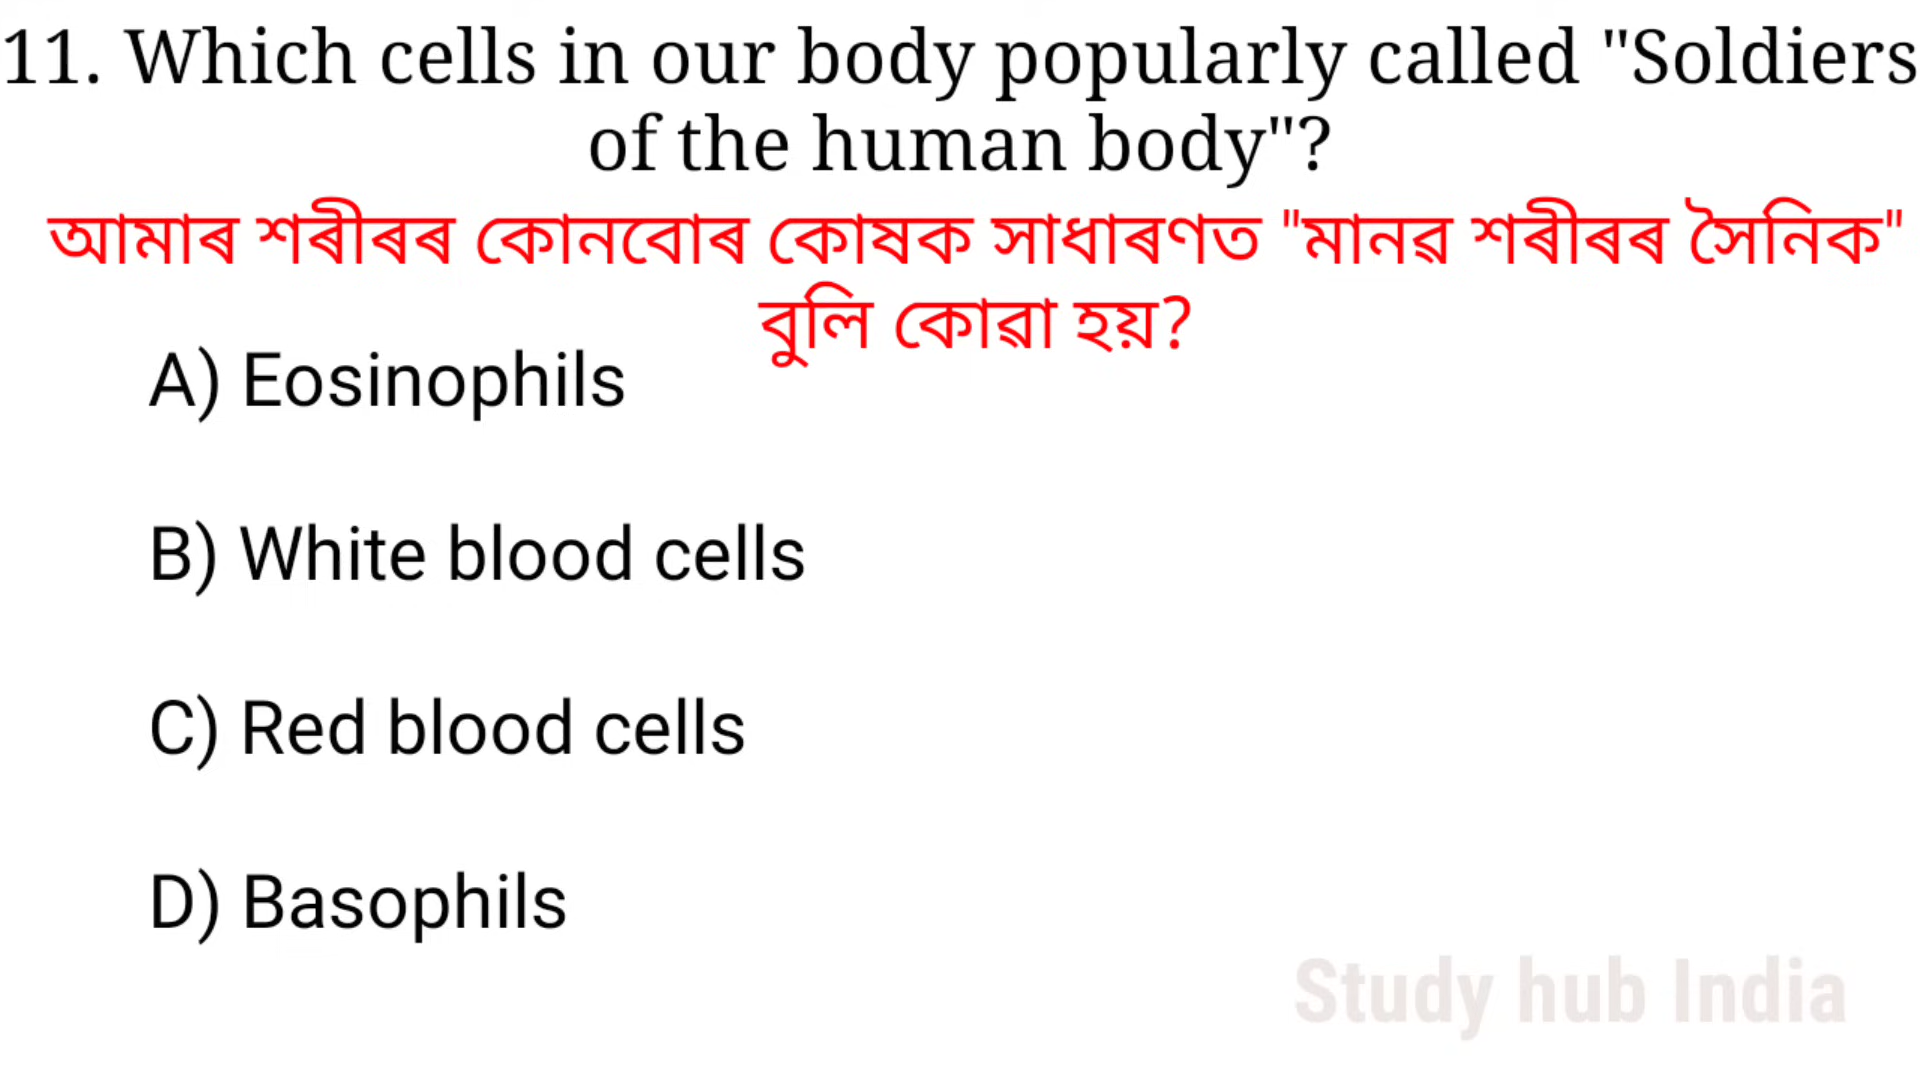 11. Which cells in our body popularly called "Soldiers
of the human body"?
আমাৰ শৰীৰৰ কোনবোৰ কোষক সাধাৰণত "মানৱ শৰীৰৰ সৈনিক"
বুলি কোৱা হয়?
A) Eosinophils
B) White blood cells
C) Red blood cells
D) Basophils
Study hub India